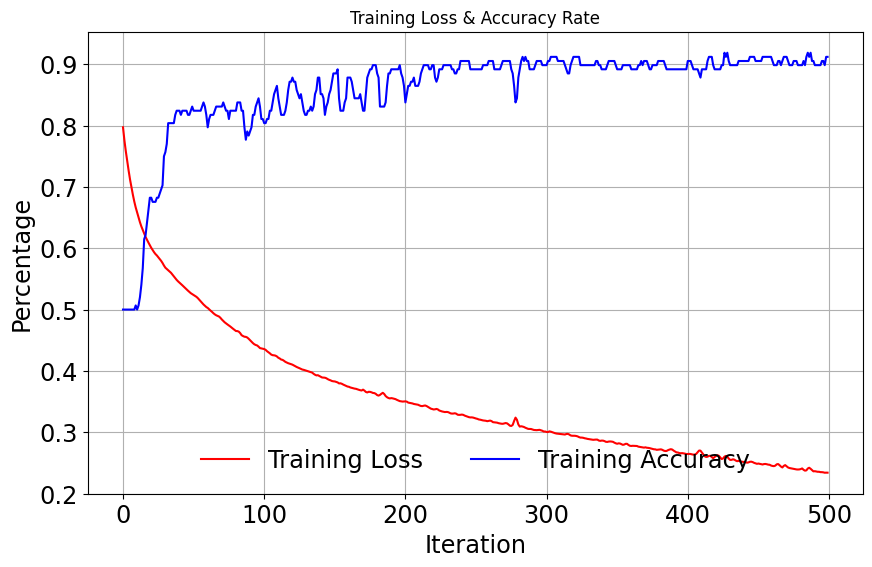 Training Loss & Accuracy Rate
Percentage
0.9
0.8
0.7
0.6
0.5
0.4
0.3
0.2
Training Loss
Training Accuracy
0
100
200
300
400
500
Iteration